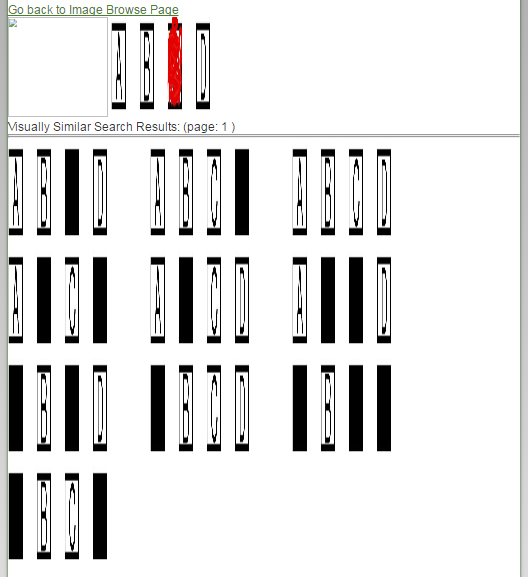 Go back to Image Browse Page
A B D
Visually Similar Search Results: (page: 1 )
A B D A B C A B C D
A C A C D A D
B D B C D B
B C